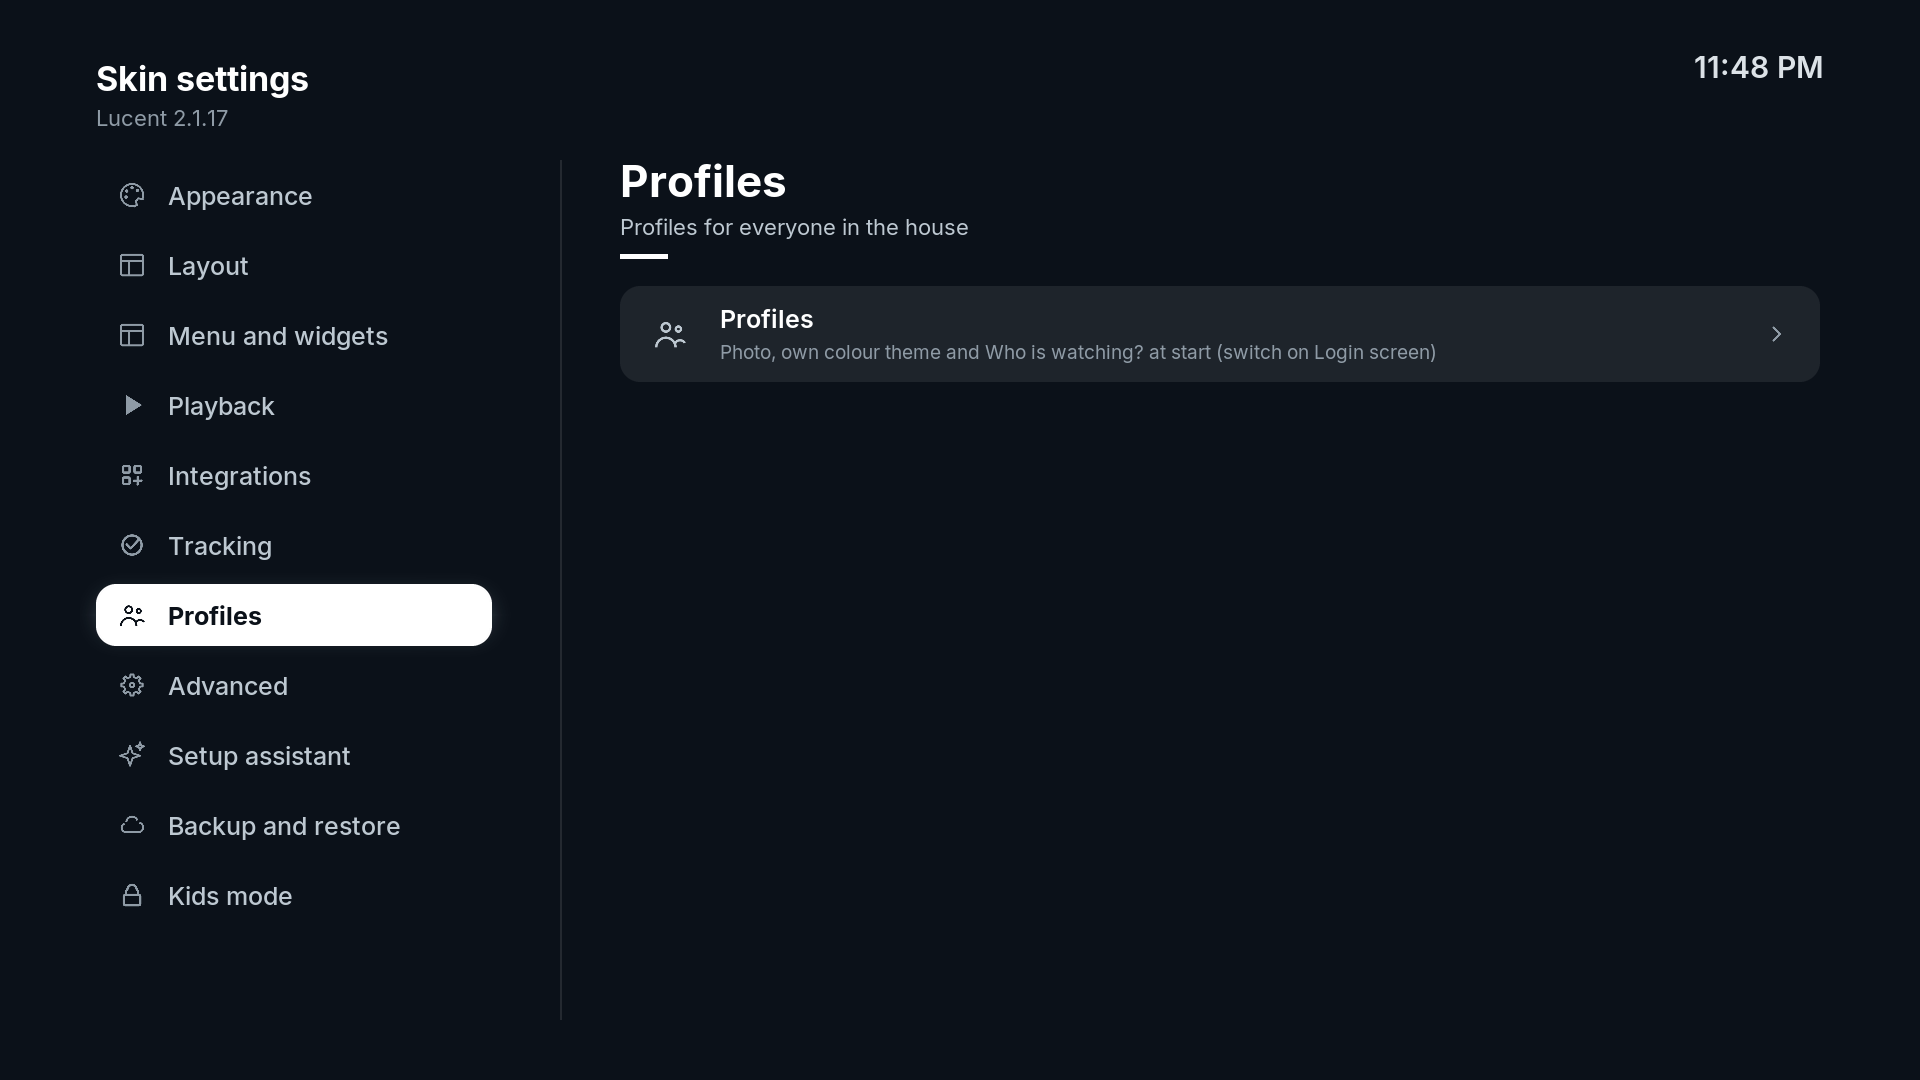 Skin settings
Lucent 2.1.17
11:48 PM
Appearance
Layout
Menu and widgets
Playback
Integrations
Tracking
Profiles
Advanced
Setup assistant
Backup and restore
Kids mode
Profiles
Profiles for everyone in the house
Profiles
Photo, own colour theme and Who is watching? at start (switch on Login screen)